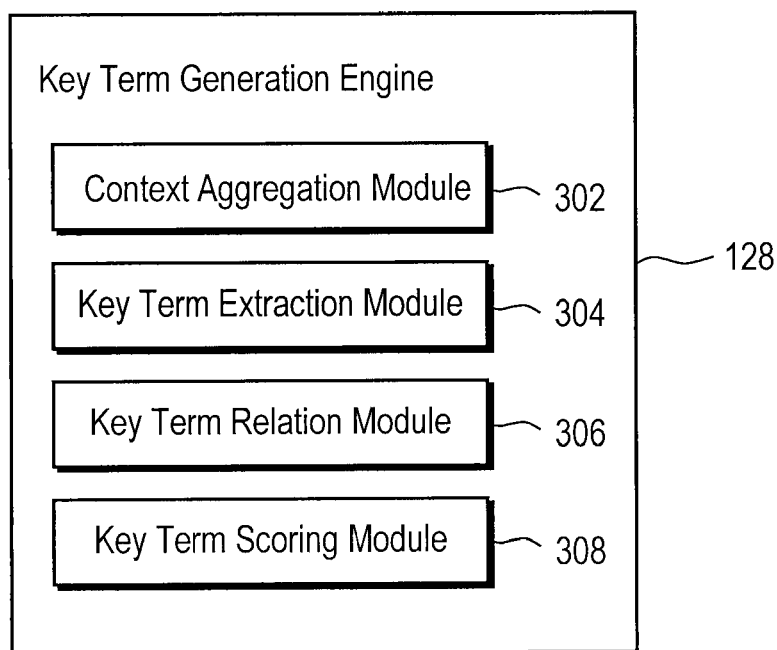 Key Term Generation Engine
Context Aggregation Module
302
128
Key Term Extraction Module
304
Key Term Relation Module
306
Key Term Scoring Module
308